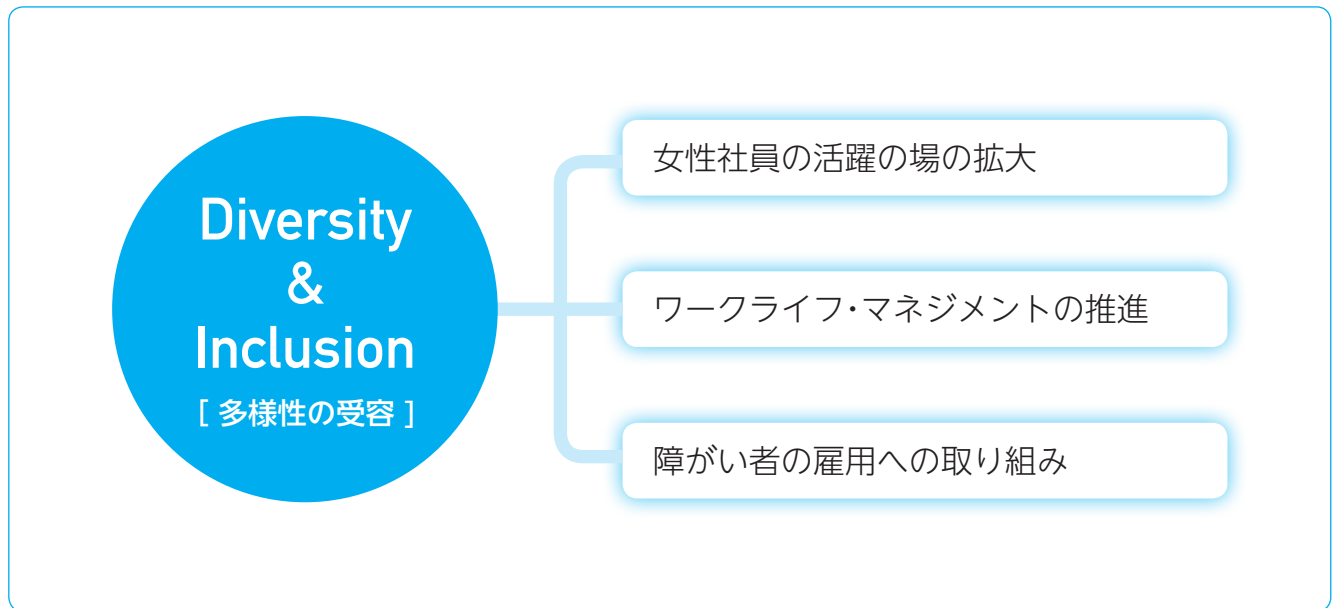 Diversity
&
Inclusion
[ 多様性の受容 ]
女性社員の活躍の場の拡大
ワークライフ・マネジメントの推進
障がい者の雇用への取り組み